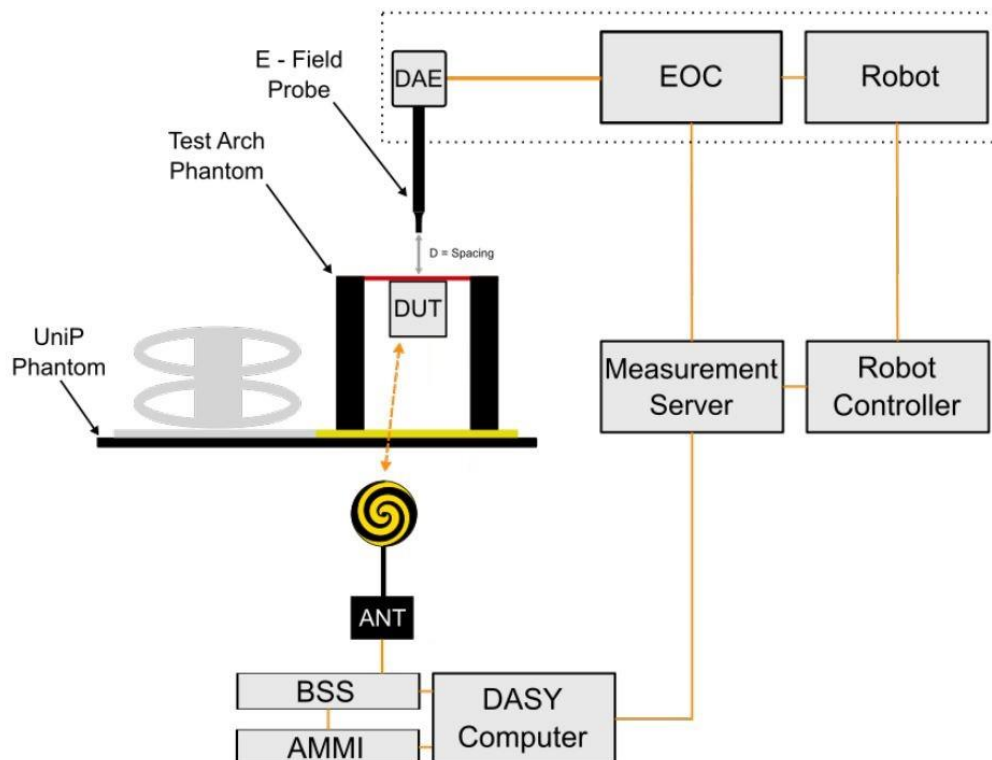 E - Field
Probe
DAE
EOC
Robot
Test Arch
Phantom
D = Spacing
DUT
UniP
Phantom
Measurement
Server
Robot
Controller
ANT
BSS
DASY
Computer
AMMI